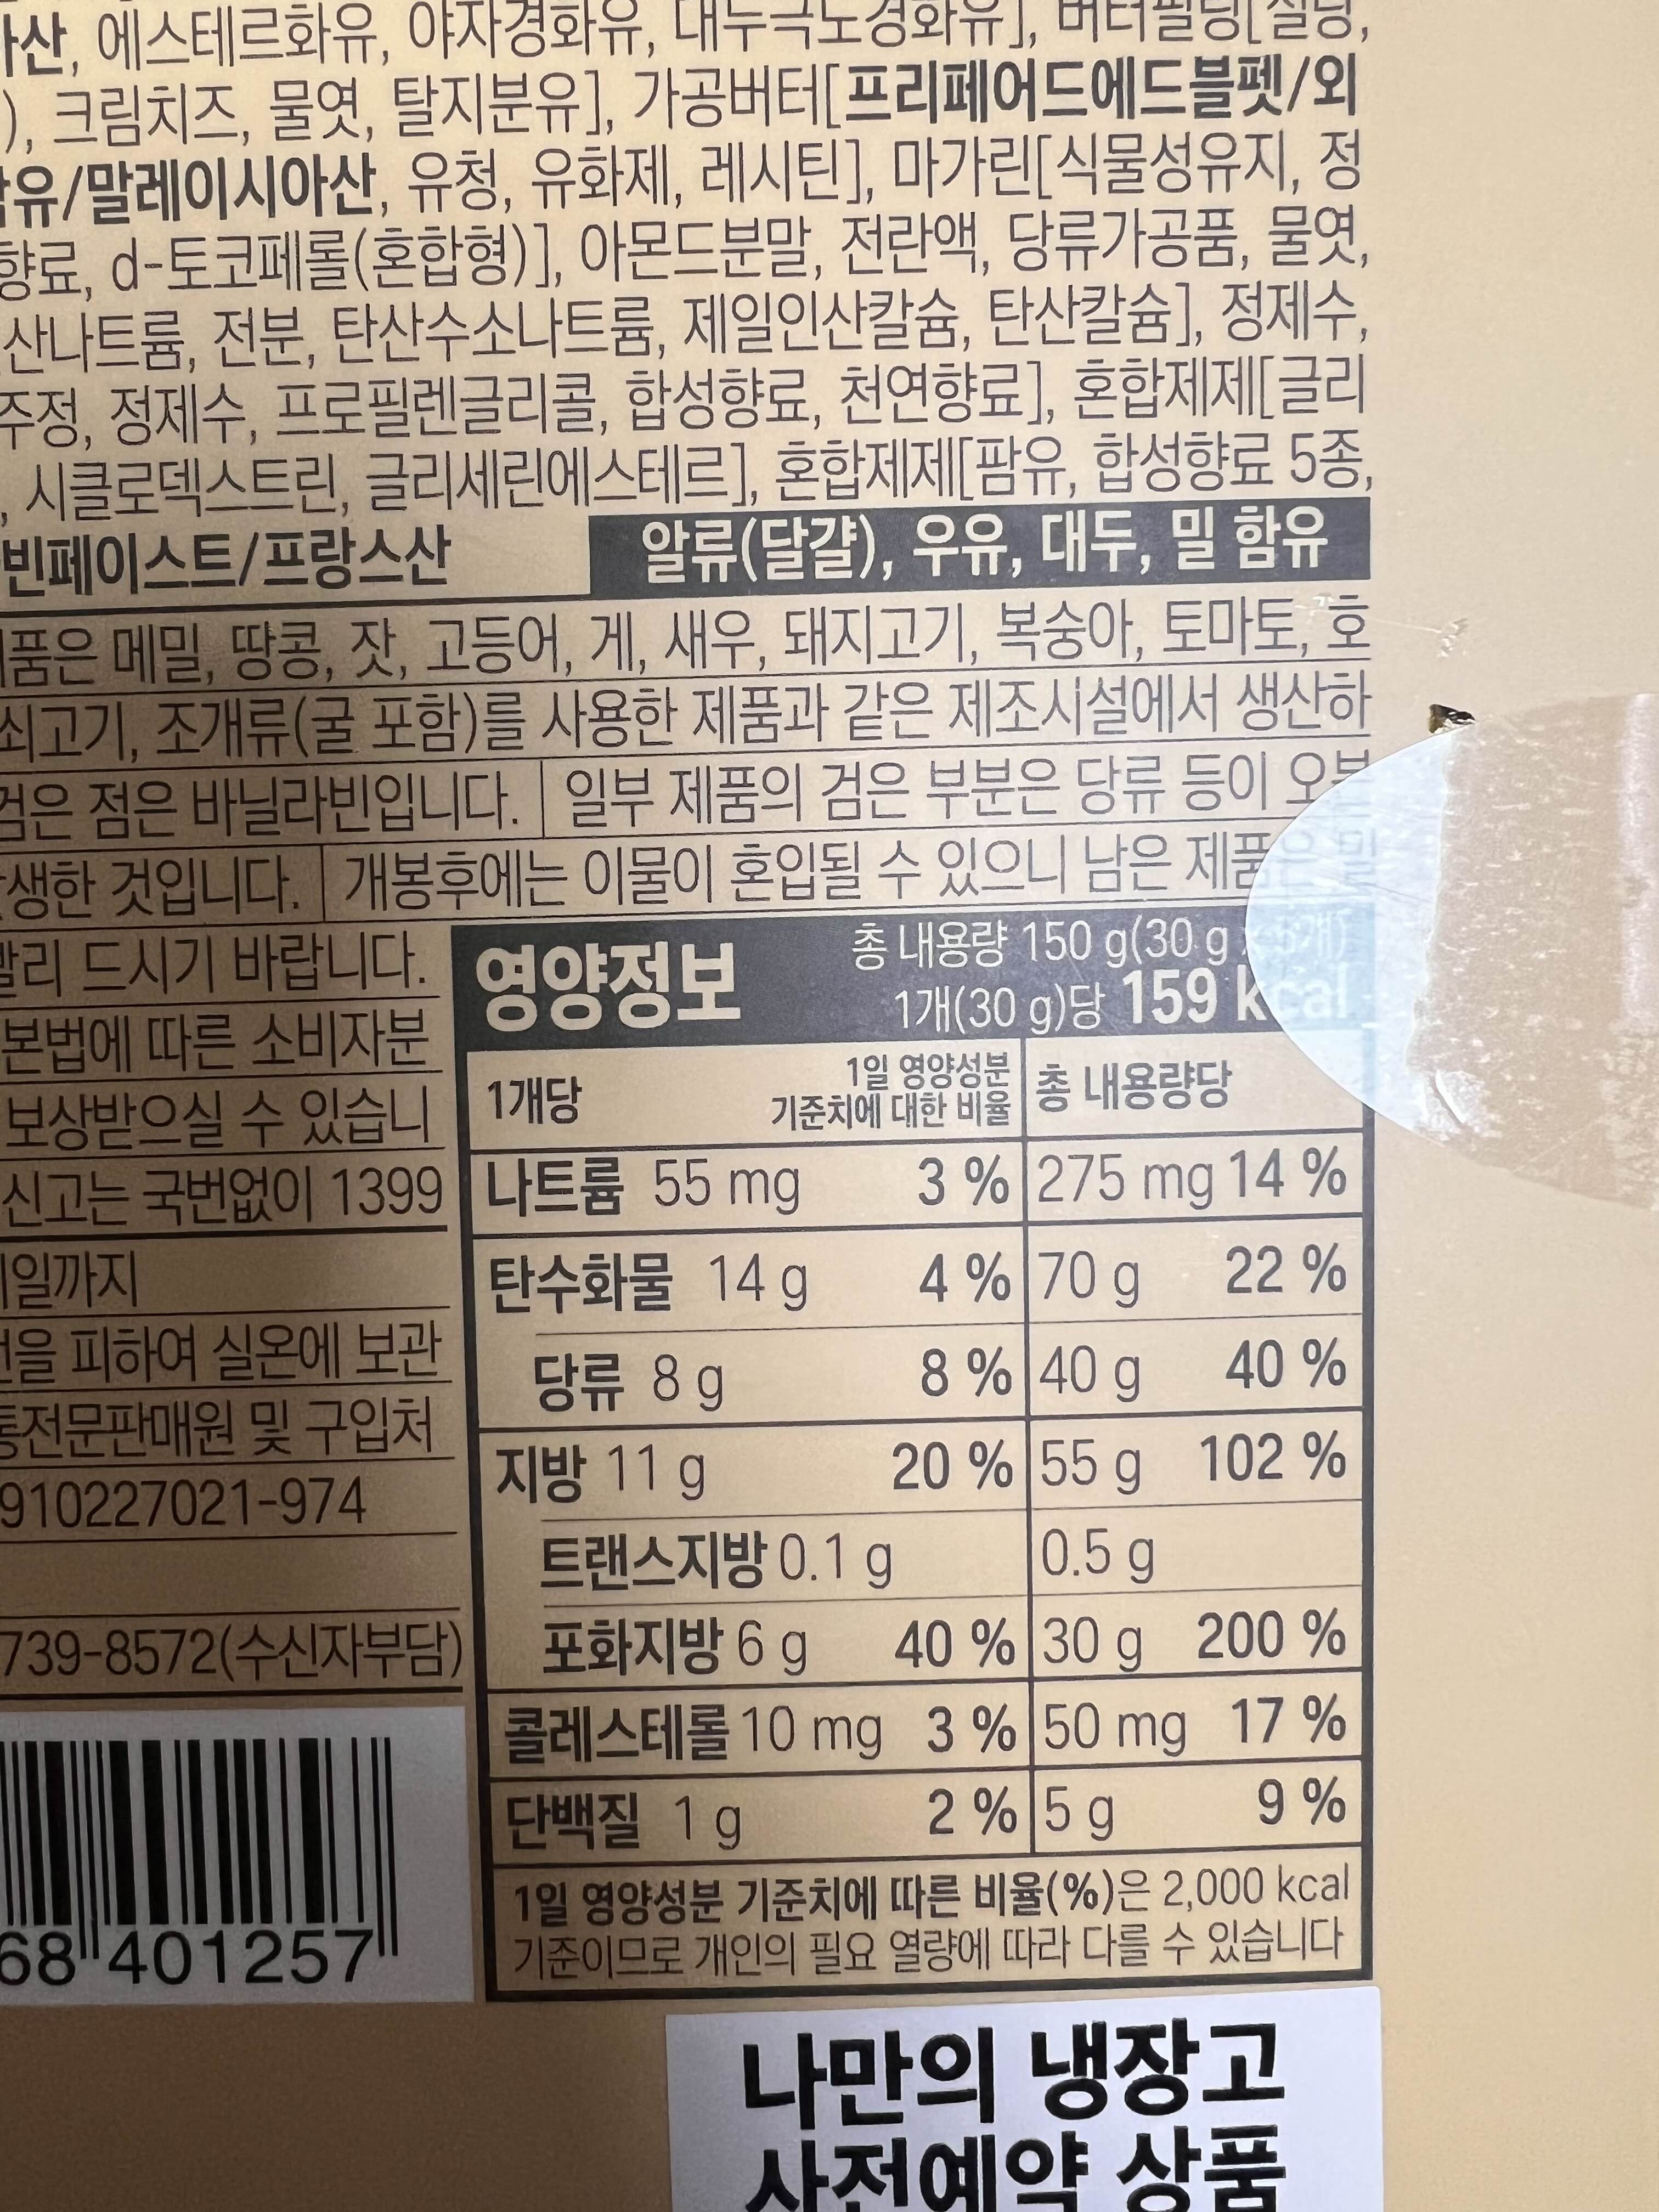 산, 에스테르화유, 야자경화유, 대두극도경화유],
), 크림치즈, 물엿, 탈지분유], 가공버터[프리페어드에드블펫/외
유/말레이시아산, 유청, 유화제, 레시틴], 마가린[식물성유지, 정
향료, d-토코페롤(혼합형)], 아몬드분말, 전란액, 당류가공품, 물엿,
산나트륨, 전분, 탄산수소나트륨, 제일인산칼슘, 탄산칼슘], 정제수,
주정, 정제수, 프로필렌글리콜, 합성향료, 천연향료], 혼합제제[글리
, 시클로덱스트린, 글리세린에스테르], 혼합제제[팜유, 합성향료 5종,
빈페이스트/프랑스산
알류(달걀), 우유, 대두, 밀 함유
품은 메밀, 땅콩, 잣, 고등어, 게, 새우, 돼지고기, 복숭아, 토마토, 호
쇠고기, 조개류(굴 포함)를 사용한 제품과 같은 제조시설에서 생산하
검은 점은 바닐라빈입니다. 일부 제품의 검은 부분은 당류 등이 오븐
생한 것입니다. 개봉후에는 이물이 혼입될 수 있으니 남은 제품은 밀
빨리 드시기 바랍니다.
본법에 따른 소비자분
보상받으실 수 있습니
신고는 국번없이 1399
일까지
을 피하여 실온에 보관
통전문판매원 및 구입처
910227021-974
739-8572(수신자부담)
68 401257
영양정보
총 내용량 150 g(30 g x 5개)
1개(30 g)당 159 kcal
1개당 1일 영양성분 기준치에 대한 비율 총 내용량당
나트륨 55 mg 3 % 275 mg 14 %
탄수화물 14 g 4 % 70 g 22 %
당류 8 g 8 % 40 g 40 %
지방 11 g 20 % 55 g 102 %
트랜스지방 0.1 g 0.5 g
포화지방 6 g 40 % 30 g 200 %
콜레스테롤 10 mg 3 % 50 mg 17 %
단백질 1 g 2 % 5 g 9 %
1일 영양성분 기준치에 따른 비율(%)은 2,000 kcal
기준이므로 개인의 필요 열량에 따라 다를 수 있습니다
나만의 냉장고
사전예약 상품